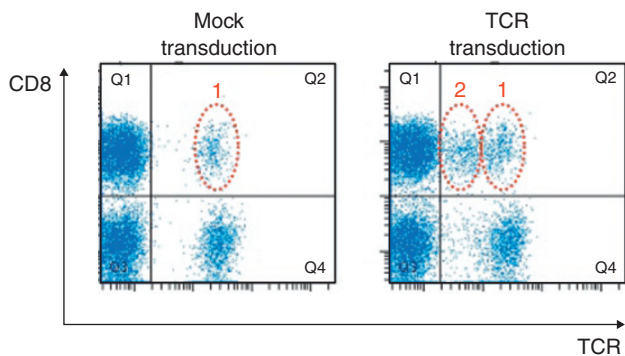 Mock
transduction
TCR
transduction
CD8
Q1
1
Q2
Q3
Q4
Q1
2
1
Q2
Q3
Q4
TCR